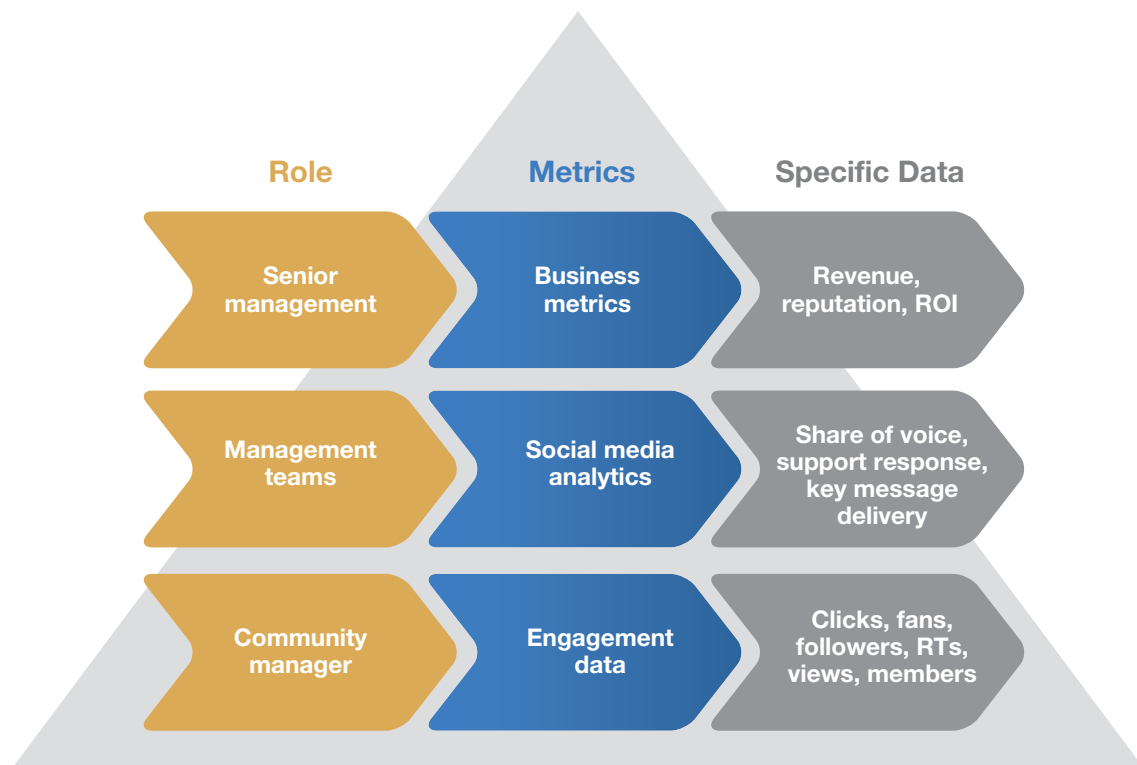 Role
Metrics
Specific Data
Senior
management
Business
metrics
Revenue,
reputation, ROI
Management
teams
Social media
analytics
Share of voice,
support response,
key message
delivery
Community
manager
Engagement
data
Clicks, fans,
followers, RTs,
views, members